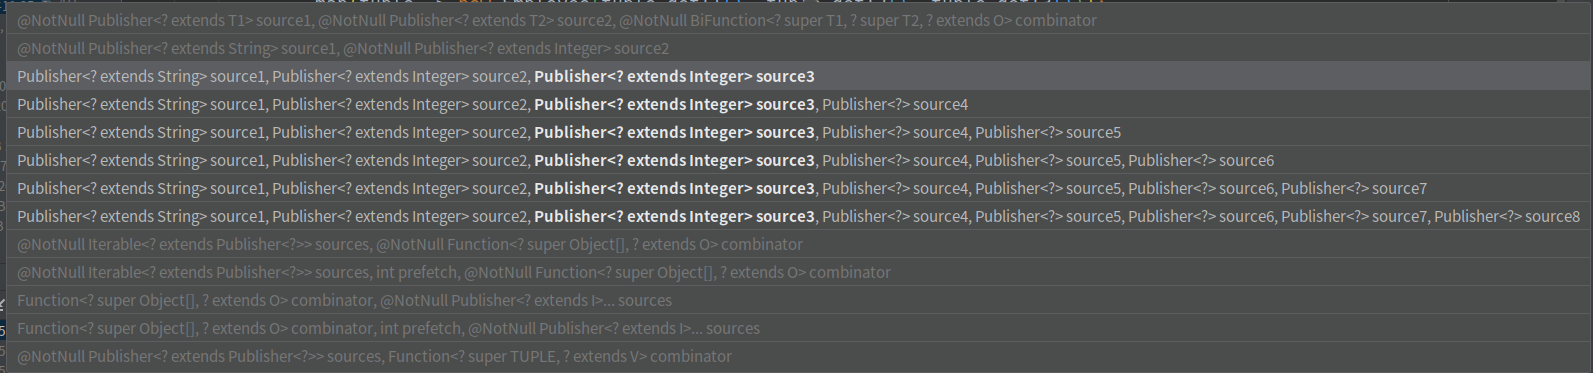 @NotNull Publisher<? extends T1> source1, @NotNull Publisher<? extends T2> source2, @NotNull BiFunction<? super T1, ? super T2, ? extends O> combinator
@NotNull Publisher<? extends String> source1, @NotNull Publisher<? extends Integer> source2
Publisher<? extends String> source1, Publisher<? extends Integer> source2, Publisher<? extends Integer> source3
Publisher<? extends String> source1, Publisher<? extends Integer> source2, Publisher<? extends Integer> source3, Publisher<?> source4
Publisher<? extends String> source1, Publisher<? extends Integer> source2, Publisher<? extends Integer> source3, Publisher<?> source4, Publisher<?> source5
Publisher<? extends String> source1, Publisher<? extends Integer> source2, Publisher<? extends Integer> source3, Publisher<?> source4, Publisher<?> source5, Publisher<?> source6
Publisher<? extends String> source1, Publisher<? extends Integer> source2, Publisher<? extends Integer> source3, Publisher<?> source4, Publisher<?> source5, Publisher<?> source6, Publisher<?> source7
Publisher<? extends String> source1, Publisher<? extends Integer> source2, Publisher<? extends Integer> source3, Publisher<?> source4, Publisher<?> source5, Publisher<?> source6, Publisher<?> source7, Publisher<?> source8
@NotNull Iterable<? extends Publisher<?>> sources, @NotNull Function<? super Object[], ? extends O> combinator
@NotNull Iterable<? extends Publisher<?>> sources, int prefetch, @NotNull Function<? super Object[], ? extends O> combinator
Function<? super Object[], ? extends O> combinator, @NotNull Publisher<? extends I>... sources
Function<? super Object[], ? extends O> combinator, int prefetch, @NotNull Publisher<? extends I>... sources
@NotNull Publisher<? extends Publisher<?>> sources, Function<? super TUPLE, ? extends V> combinator